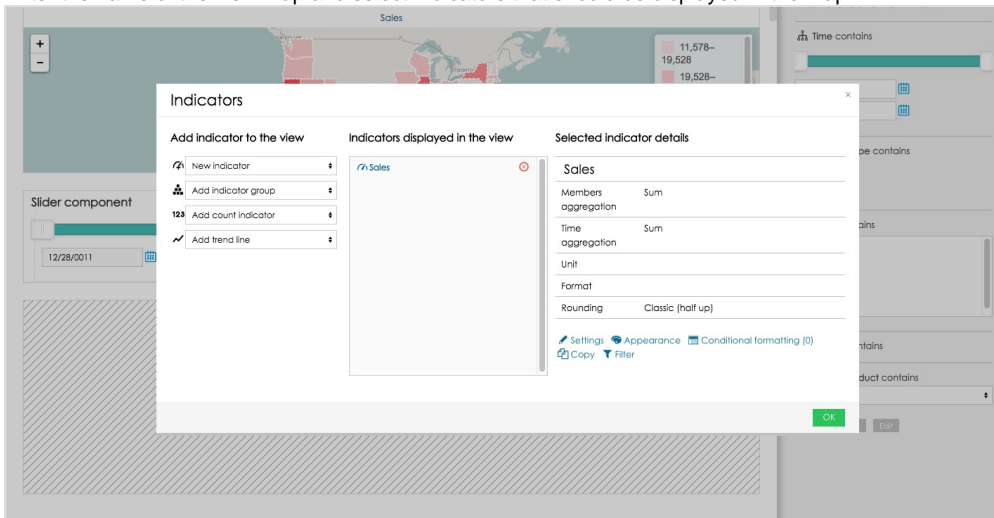 Sales
+
−
11,578–
19,528
19,528–
Time contains
Indicators
×
Add indicator to the view
Indicators displayed in the view
Selected indicator details
New indicator
Add indicator group
123 Add count indicator
Add trend line
Sales
Sales
Members aggregation Sum
Time aggregation Sum
Unit
Format
Rounding Classic (half up)
Settings Appearance Conditional formatting (0)
Copy Filter
OK
Slider component
12/28/0011
contains
duct contains
Edit